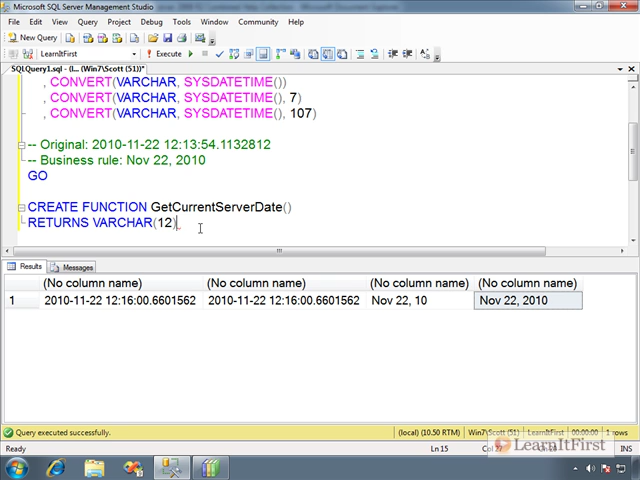 Microsoft SQL Server Management Studio
File Edit View Query Project Debug Tools Window Community Help
New Query
LearnItFirst Execute
SQLQuery1.sql - (l... (Win7\Scott (51))*
, CONVERT(VARCHAR, SYSDATETIME())
, CONVERT(VARCHAR, SYSDATETIME(), 7)
, CONVERT(VARCHAR, SYSDATETIME(), 107)
-- Original: 2010-11-22 12:13:54.1132812
-- Business rule: Nov 22, 2010
GO
CREATE FUNCTION GetCurrentServerDate()
RETURNS VARCHAR(12)
Results Messages
(No column name) (No column name) (No column name) (No column name)
1 2010-11-22 12:16:00.6601562 2010-11-22 12:16:00.6601562 Nov 22, 10 Nov 22, 2010
Query executed successfully. (local) (10.50 RTM) Win7\Scott (51) LearnItFirst 00:00:00 1 rows
LearnItFirst
Ready Ln 15 INS